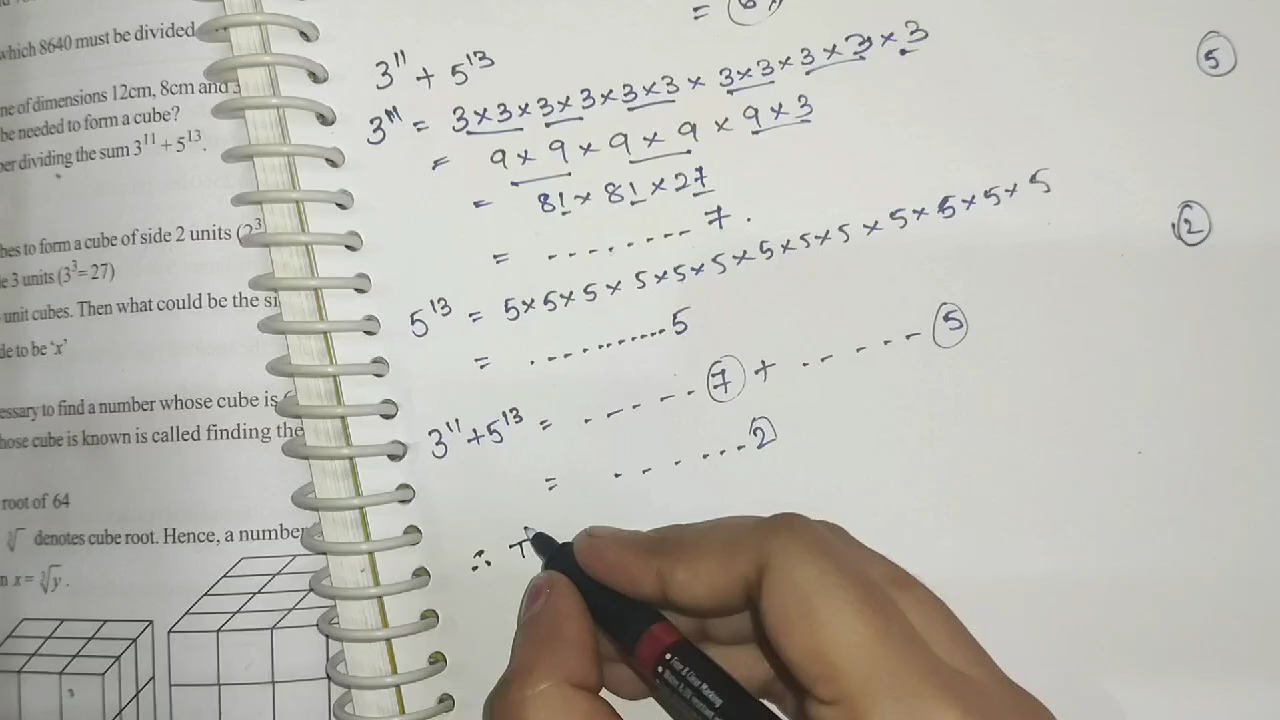 which 8640 must be divided
ne of dimensions 12cm, 8cm and 3
be needed to form a cube?
per dividing the sum 3¹¹ + 5¹³.
bes to form a cube of side 2 units (2³
le 3 units (3³ = 27)
unit cubes. Then what could be the si
de to be 'x'
essary to find a number whose cube is
hose cube is known is called finding the
root of 64
∛ denotes cube root. Hence, a number
n x = ∛y.
=
3¹¹ + 5¹³
5
3¹¹ = 3×3×3×3×3×3×3×3×3×3×3
= 9×9×9×9×9×3
= 81×81×27
= ........7.
2
5¹³ = 5×5×5×5×5×5×5×5×5×5×5×5×5
= ...........5
3¹¹+5¹³ = ......7 + ......5
= ......2
∴ T